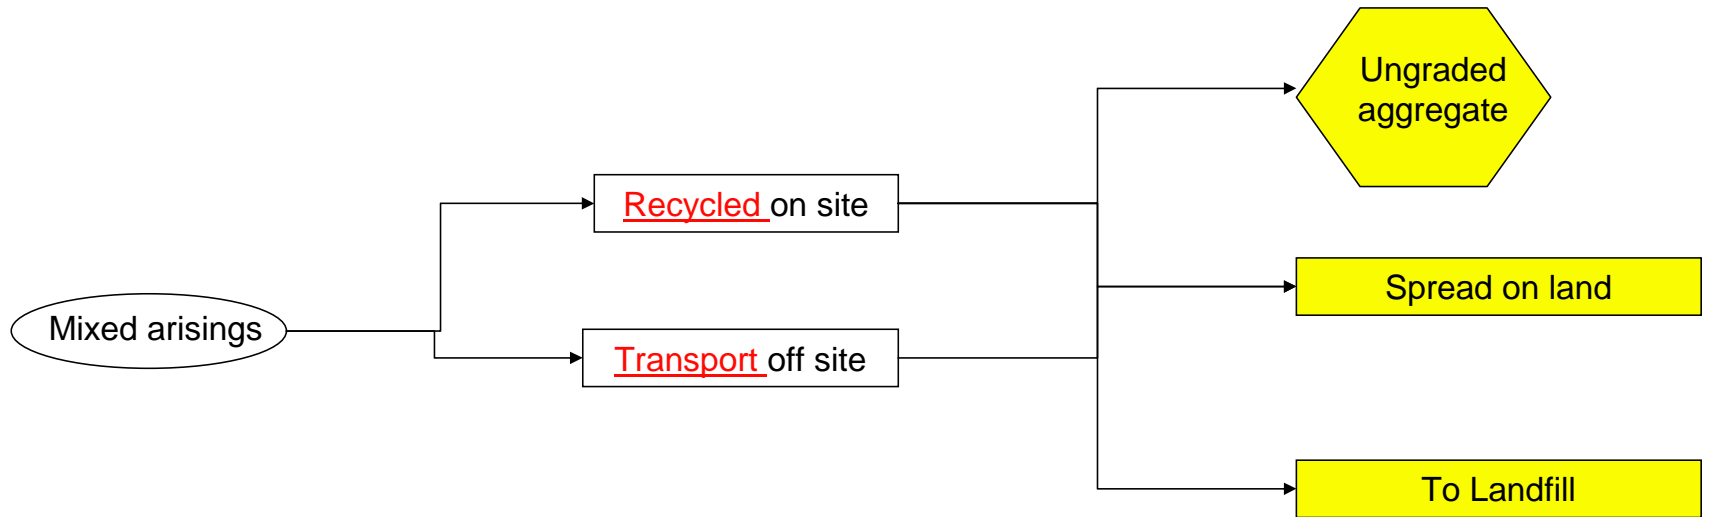 Ungraded
aggregate
Recycled on site
Spread on land
Mixed arisings
Transport off site
To Landfill